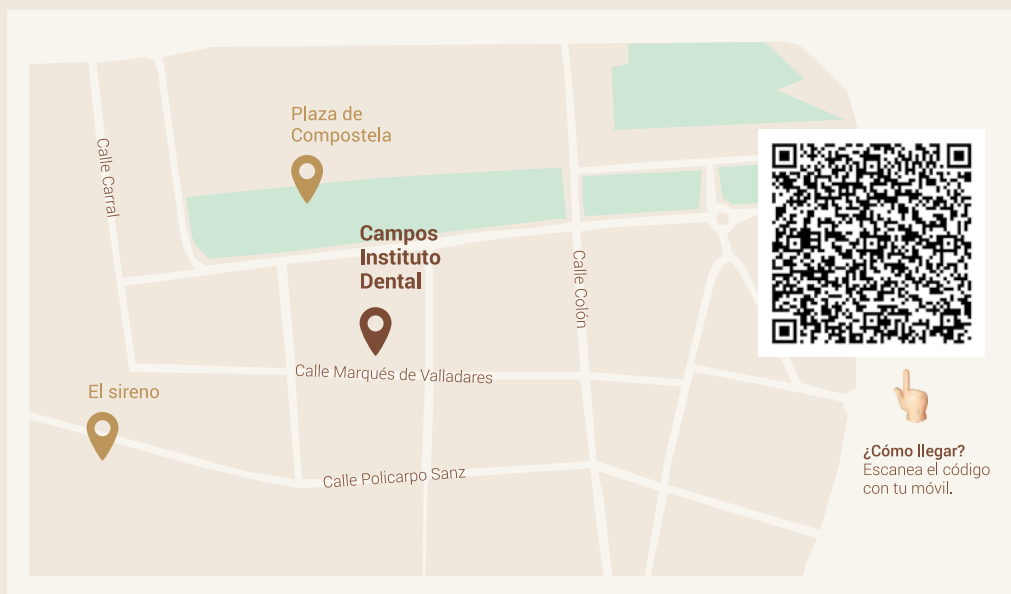 Plaza de
Compostela
Calle Carral
Campos
Instituto
Dental
Calle Colón
Calle Marqués de Valladares
El sireno
Calle Policarpo Sanz
¿Cómo llegar?
Escanea el código
con tu móvil.